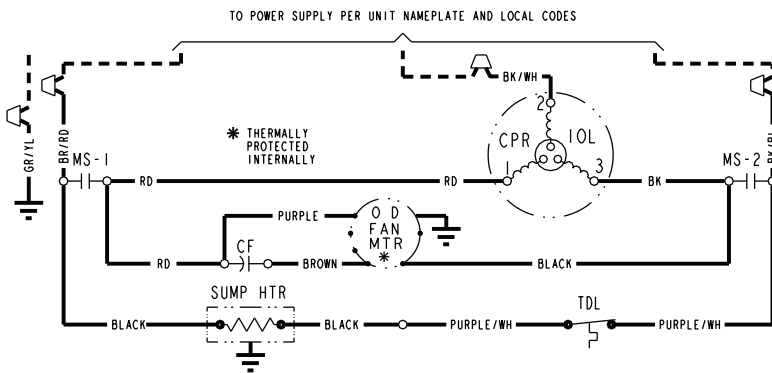 TO POWER SUPPLY PER UNIT NAMEPLATE AND LOCAL CODES
BK/WH
2
CPR IOL
1 3
* THERMALLY
PROTECTED
INTERNALLY
GR/YL
BR/RD
MS-1
RD
RD
BK
MS-2
PURPLE
O D
FAN
MTR
*
CF
RD
BROWN
BLACK
SUMP HTR
BLACK
BLACK
PURPLE/WH
TDL
PURPLE/WH